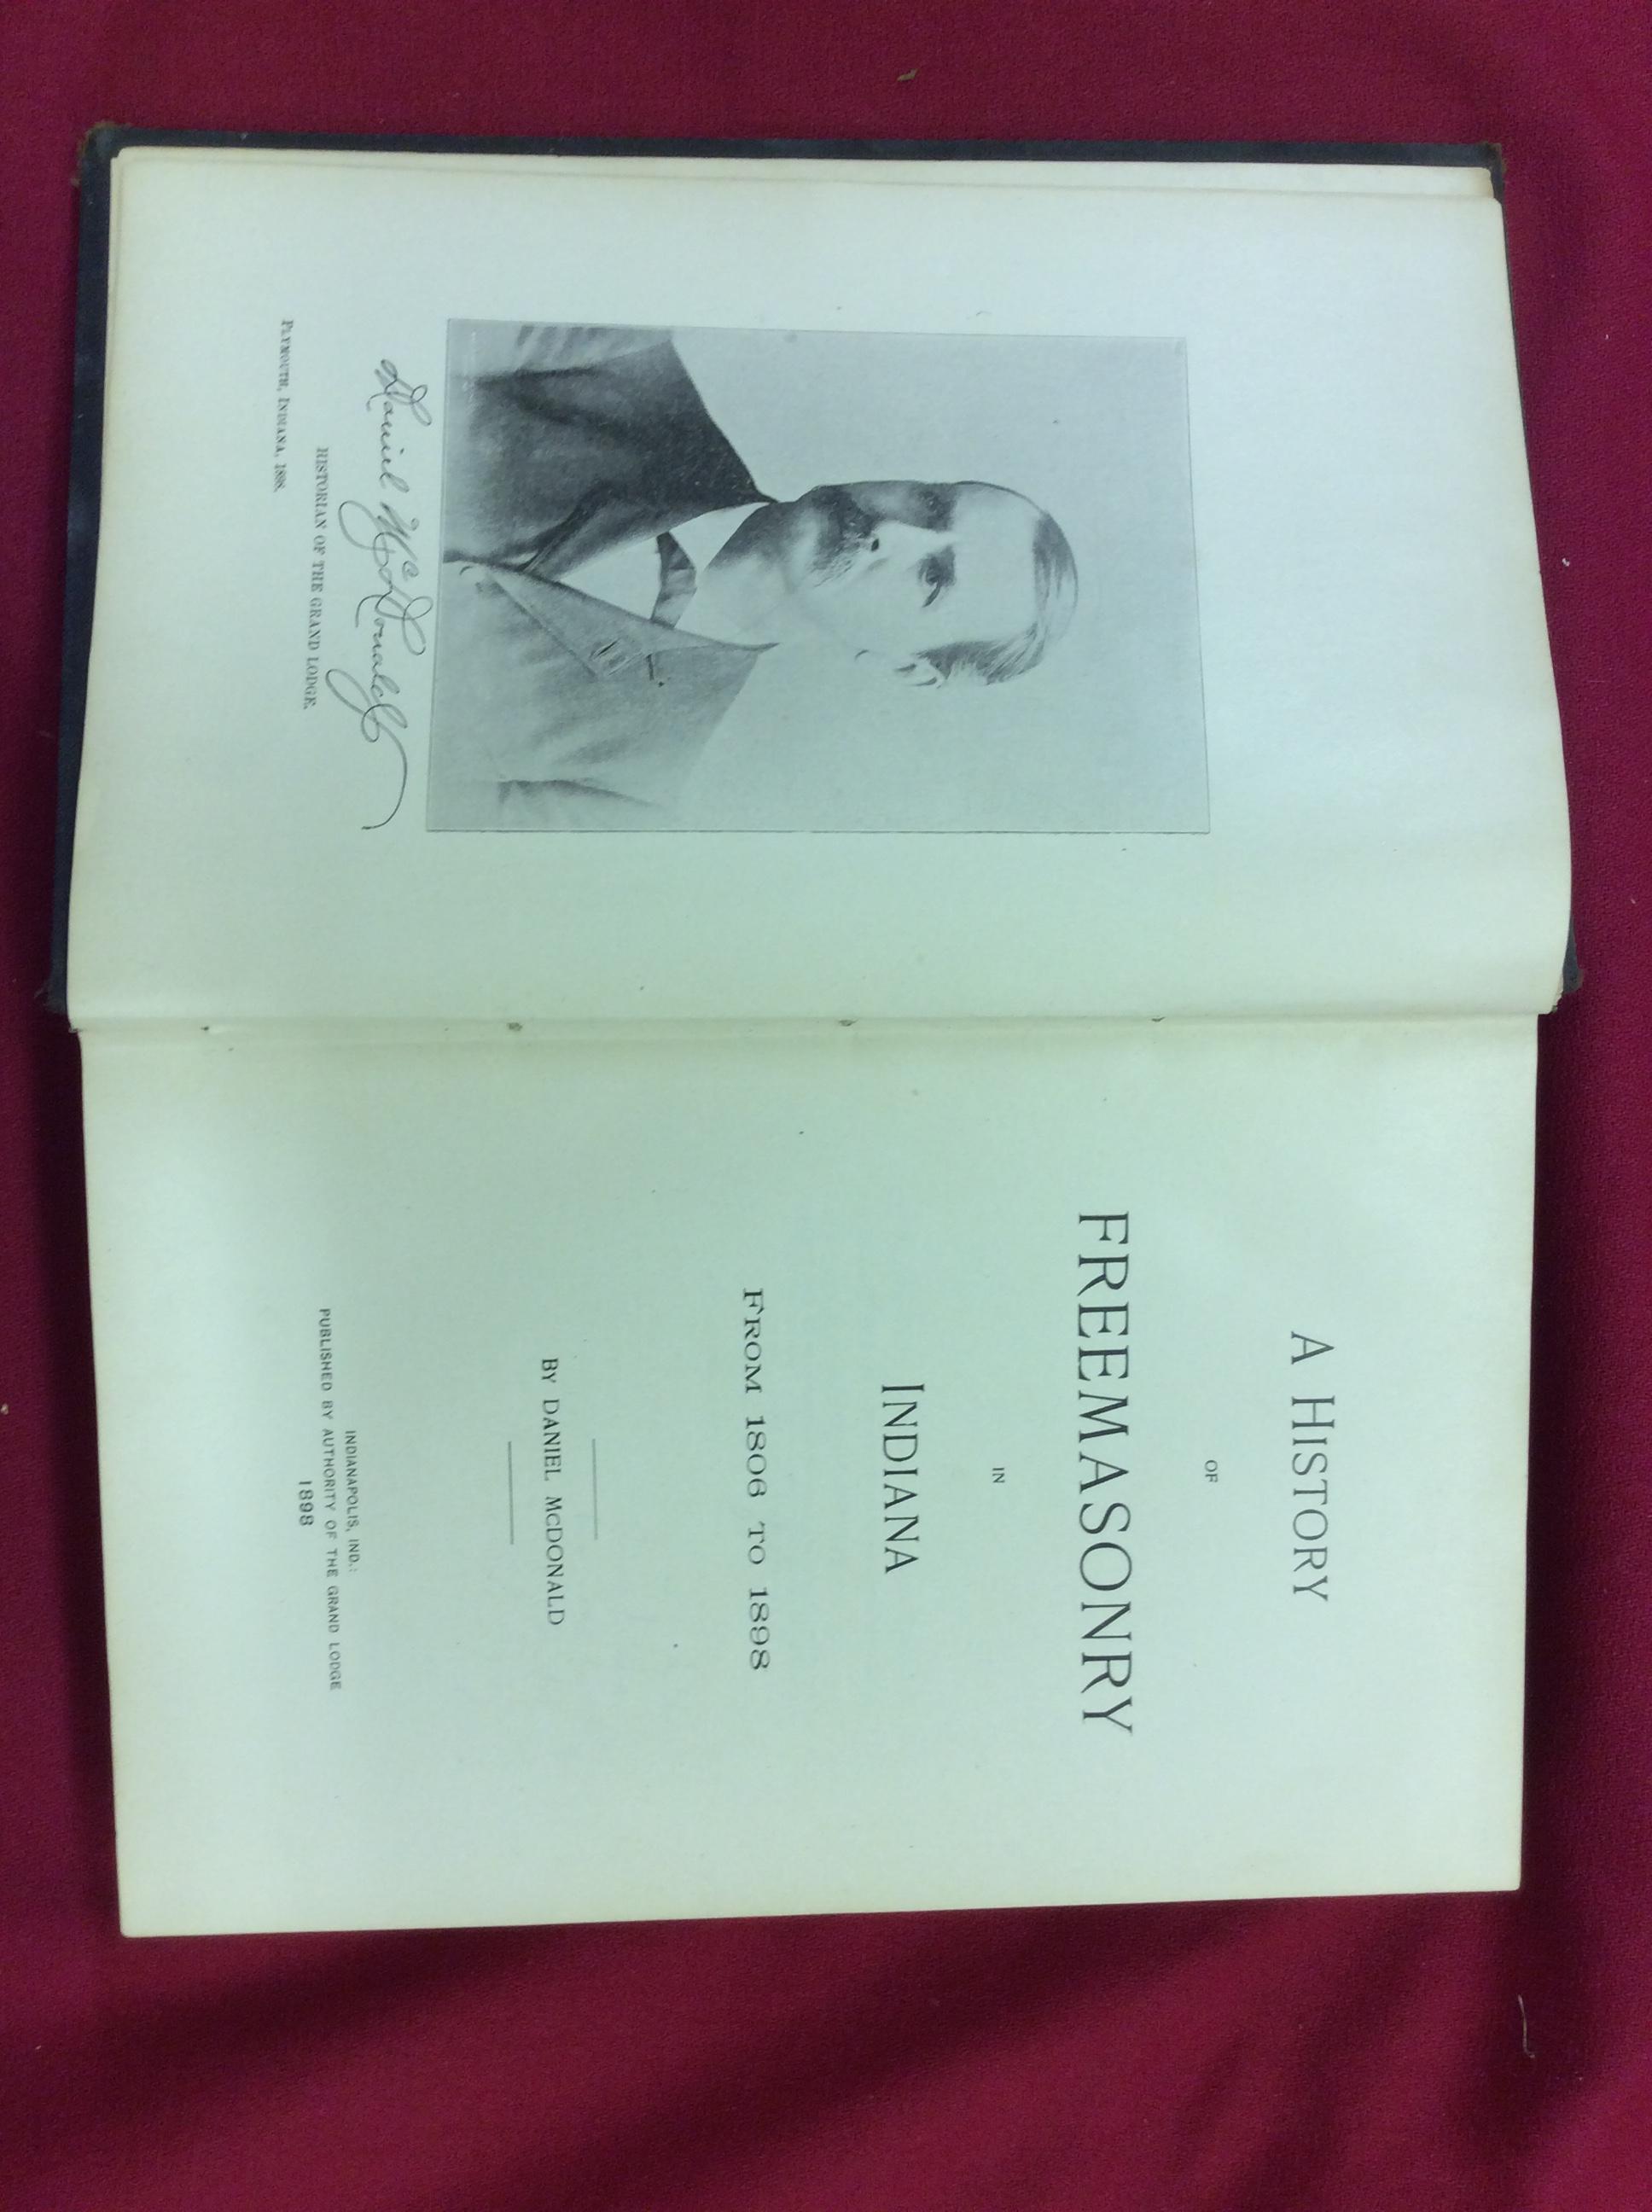 Daniel McDonald
HISTORIAN OF THE GRAND LODGE.
PLYMOUTH, INDIANA, 1898.
A HISTORY
OF
FREEMASONRY
IN
INDIANA
FROM 1806 TO 1898
BY DANIEL McDONALD
INDIANAPOLIS, IND.:
PUBLISHED BY AUTHORITY OF THE GRAND LODGE
1898